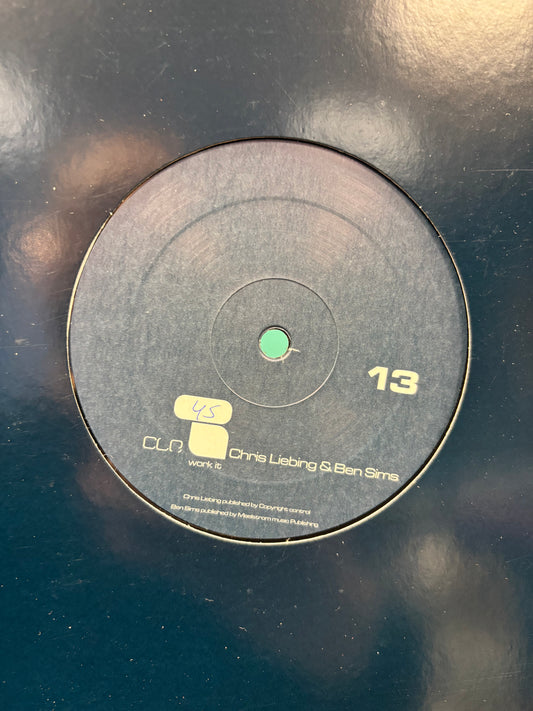 13
45
CLR
Chris Liebing & Ben Sims
work it
Chris Liebing published by Copyright control
Ben Sims published by Maelstrom music Publishing